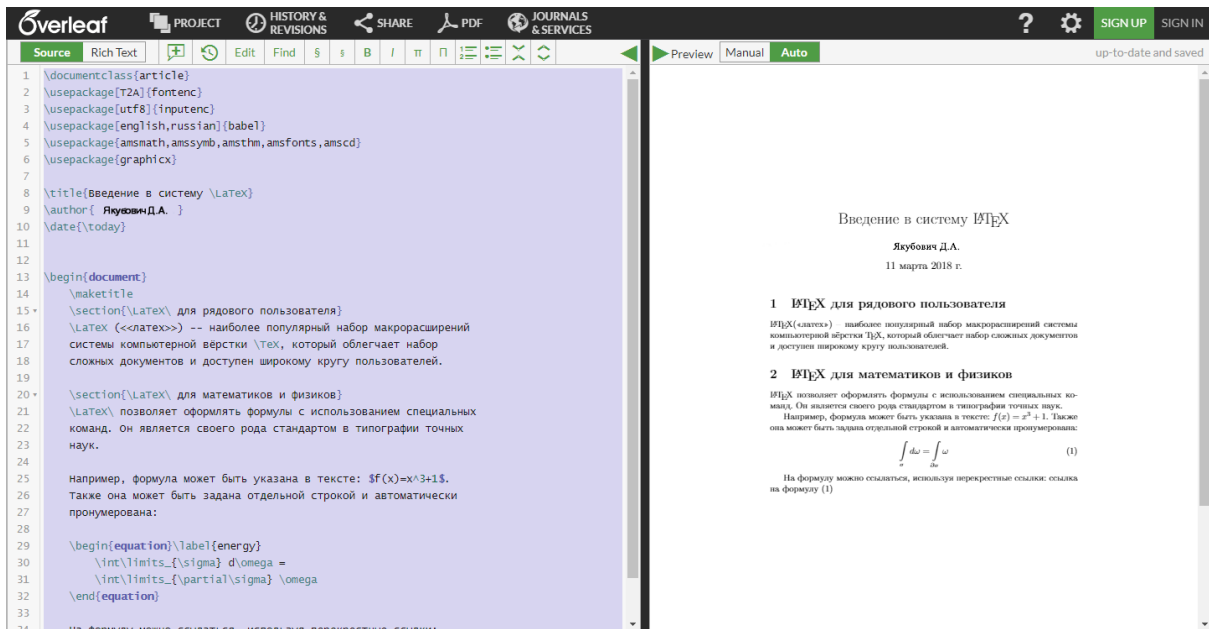 Overleaf PROJECT HISTORY & REVISIONS SHARE PDF JOURNALS & SERVICES ? SIGN UP SIGN IN
Source Rich Text Edit Find § § B I π Π Preview Manual Auto up-to-date and saved
1 \documentclass{article}
2 \usepackage[T2A]{fontenc}
3 \usepackage[utf8]{inputenc}
4 \usepackage[english,russian]{babel}
5 \usepackage{amsmath,amssymb,amsthm,amsfonts,amscd}
6 \usepackage{graphicx}
7
8 \title{Введение в систему \LaTeX}
9 \author{ Якубович Д.А. }
10 \date{\today}
11
12
13 \begin{document}
14 \maketitle
15 \section{\LaTeX\ для рядового пользователя}
16 \LaTeX (<<латех>>) -- наиболее популярный набор макрорасширений
17 системы компьютерной вёрстки \TeX, который облегчает набор
18 сложных документов и доступен широкому кругу пользователей.
19
20 \section{\LaTeX\ для математиков и физиков}
21 \LaTeX\ позволяет оформлять формулы с использованием специальных
22 команд. Он является своего рода стандартом в типографии точных
23 наук.
24
25 Например, формула может быть указана в тексте: $f(x)=x^3+1$.
26 Также она может быть задана отдельной строкой и автоматически
27 пронумерована:
28
29 \begin{equation}\label{energy}
30 \int\limits_{\sigma} d\omega =
31 \int\limits_{\partial\sigma} \omega
32 \end{equation}
33
Введение в систему LATEX
Якубович Д.А.
11 марта 2018 г.
1 LATEX для рядового пользователя
LATEX(«латех») – наиболее популярный набор макрорасширений системы
компьютерной вёрстки TEX, который облегчает набор сложных документов
и доступен широкому кругу пользователей.
2 LATEX для математиков и физиков
LATEX позволяет оформлять формулы с использованием специальных ко-
манд. Он является своего рода стандартом в типографии точных наук.
Например, формула может быть указана в тексте: f(x) = x³ + 1. Также
она может быть задана отдельной строкой и автоматически пронумерована:
∫σ dω = ∫∂σ ω (1)
На формулу можно ссылаться, используя перекрестные ссылки: ссылка
на формулу (1)